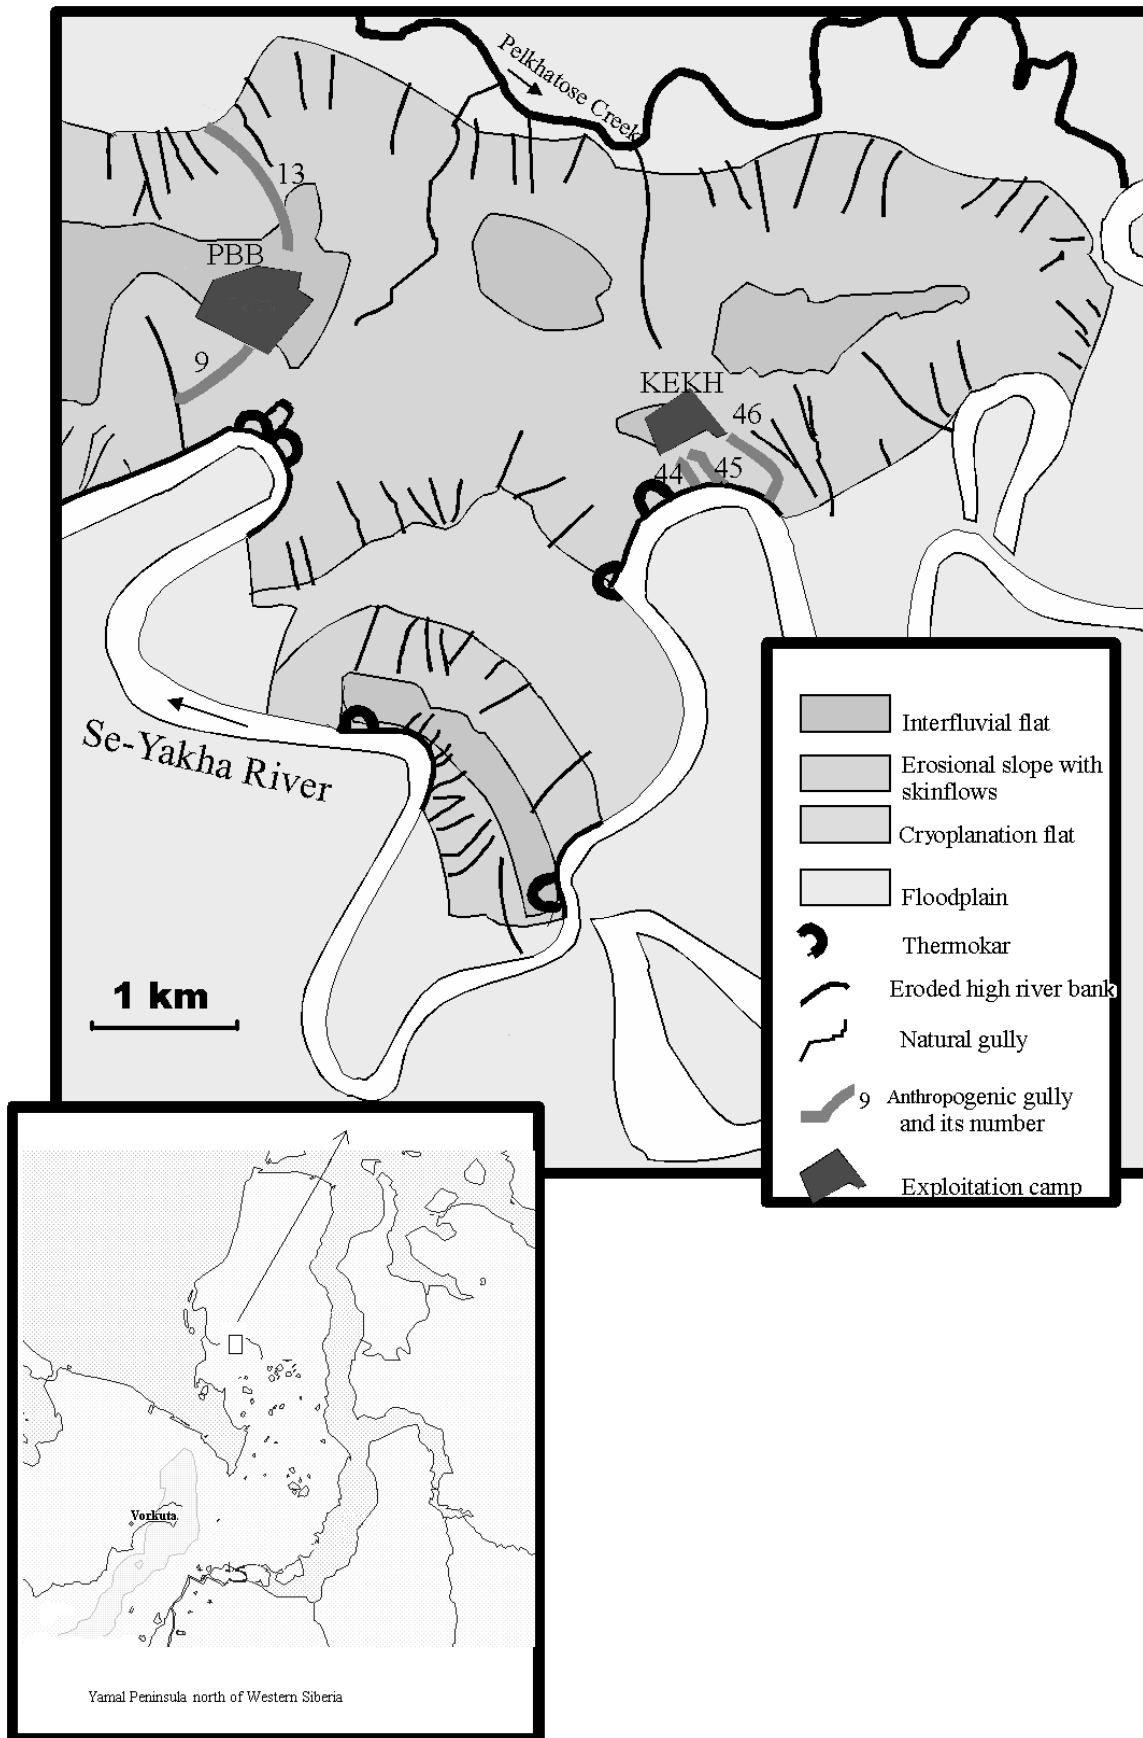 Pelkhatose Creek
13
PBB
9
KEKH
46
44
45
Se-Yakha River
1 km
Interfluvial flat
Erosional slope with
skinflows
Cryoplanation flat
Floodplain
Thermokar
Eroded high river bank
Natural gully
9 Anthropogenic gully
and its number
Exploitation camp
Vorkuta
Yamal Peninsula north of Western Siberia